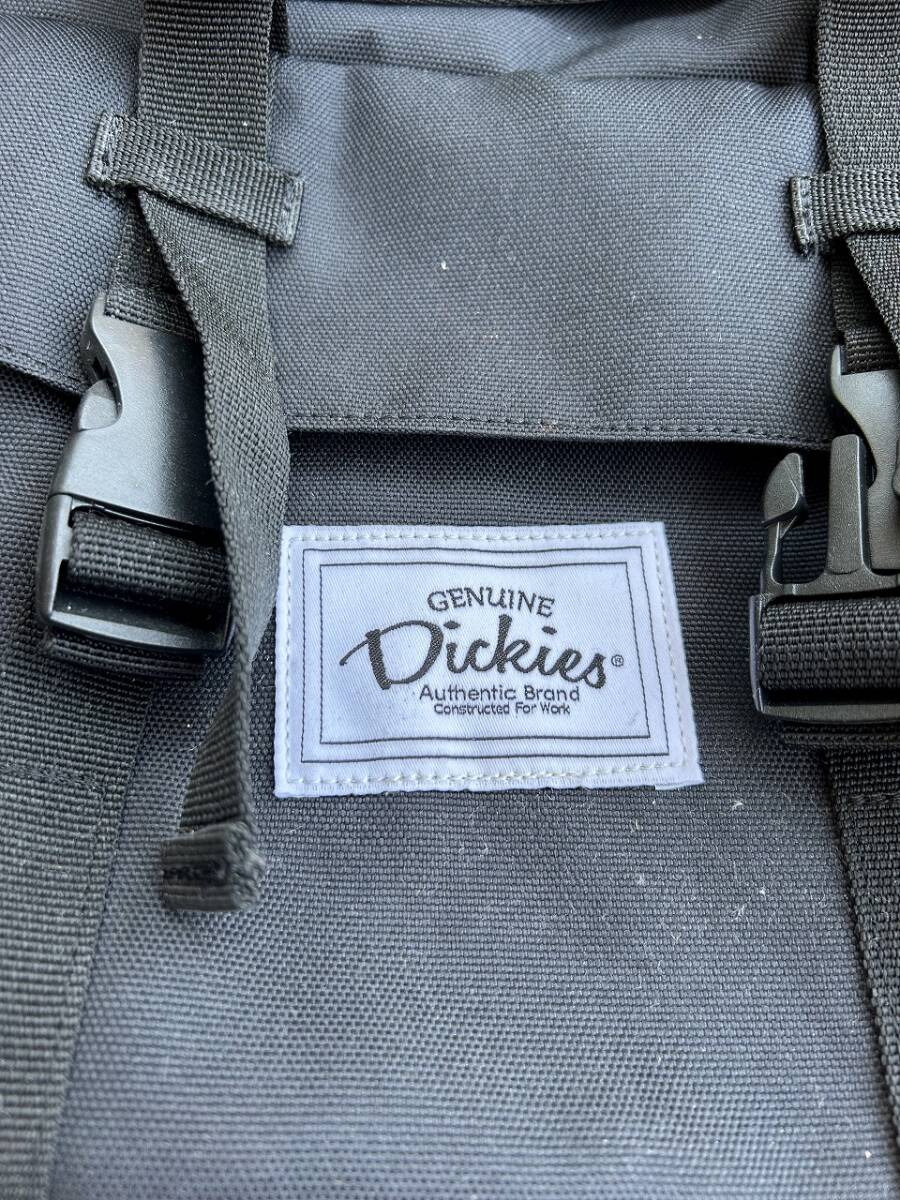 GENUINE
Dickies®
Authentic Brand
Constructed For Work